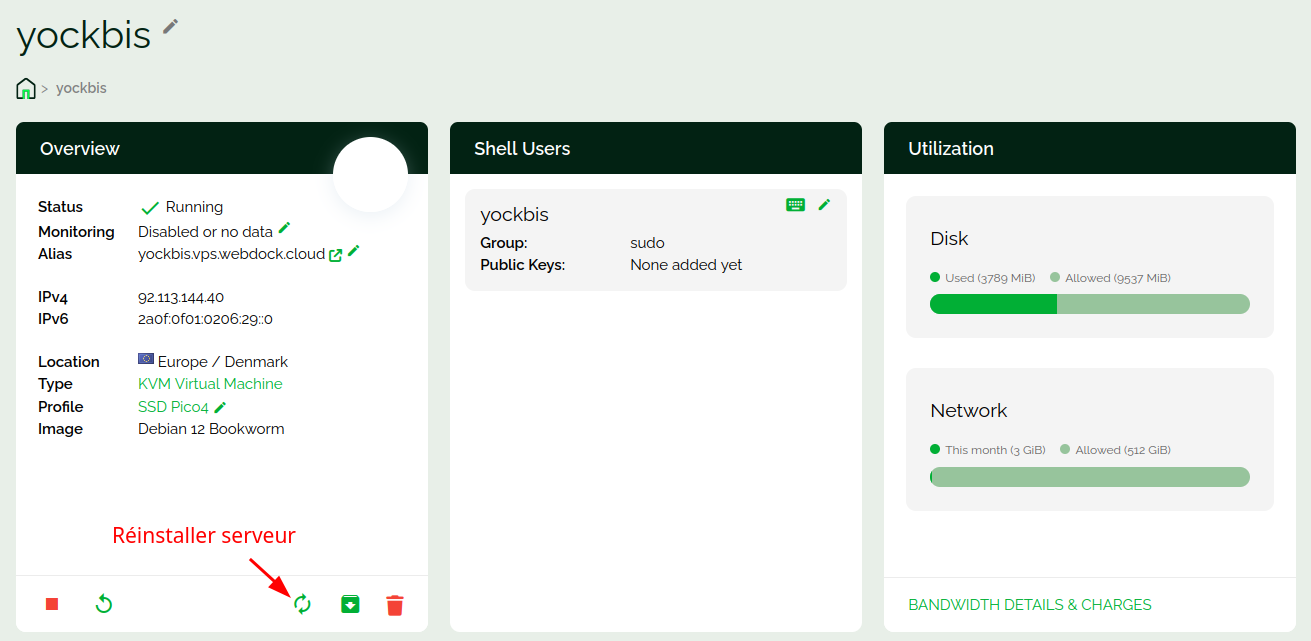 yockbis
> yockbis
Overview
Status Running
Monitoring Disabled or no data
Alias yockbis.vps.webdock.cloud
IPv4 92.113.144.40
IPv6 2a0f:0f01:0206:29::0
Location Europe / Denmark
Type KVM Virtual Machine
Profile SSD Pico4
Image Debian 12 Bookworm
Réinstaller serveur
Shell Users
yockbis
Group: sudo
Public Keys: None added yet
Utilization
Disk
Used (3789 MiB) Allowed (9537 MiB)
Network
This month (3 GiB) Allowed (512 GiB)
BANDWIDTH DETAILS & CHARGES